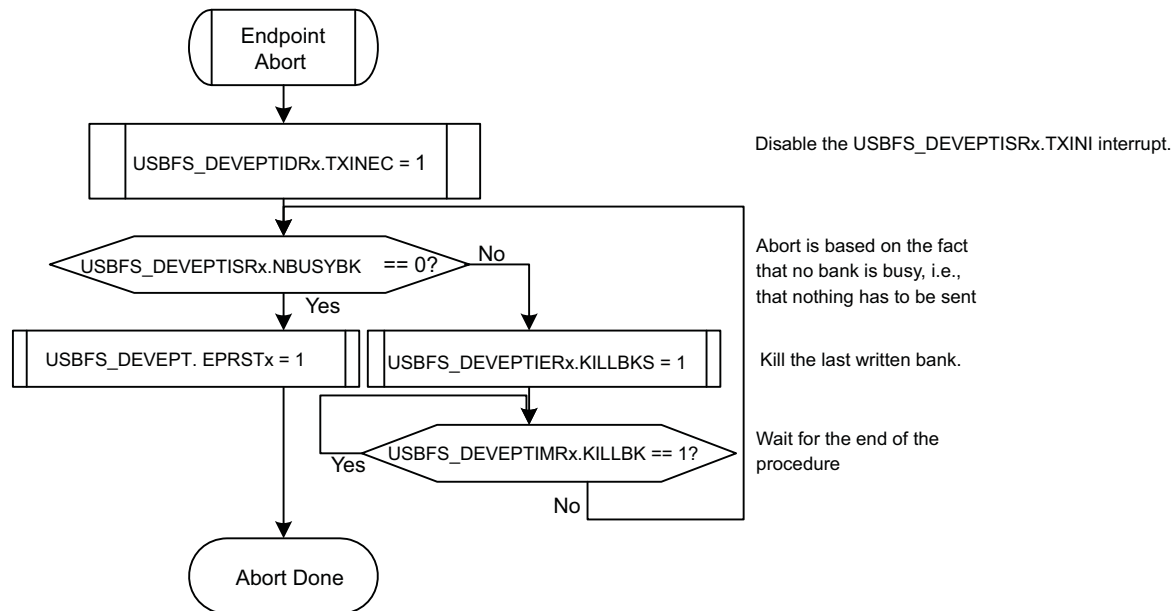 Endpoint
Abort
USBFS_DEVEPTIDRx.TXINEC = 1
Disable the USBFS_DEVEPTISRx.TXINI interrupt.
USBFS_DEVEPTISRx.NBUSYBK == 0?
No
Abort is based on the fact
that no bank is busy, i.e.,
that nothing has to be sent
Yes
USBFS_DEVEPT. EPRSTx = 1
USBFS_DEVEPTIERx.KILLBKS = 1
Kill the last written bank.
USBFS_DEVEPTIMRx.KILLBK == 1?
Yes
Wait for the end of the
procedure
No
Abort Done